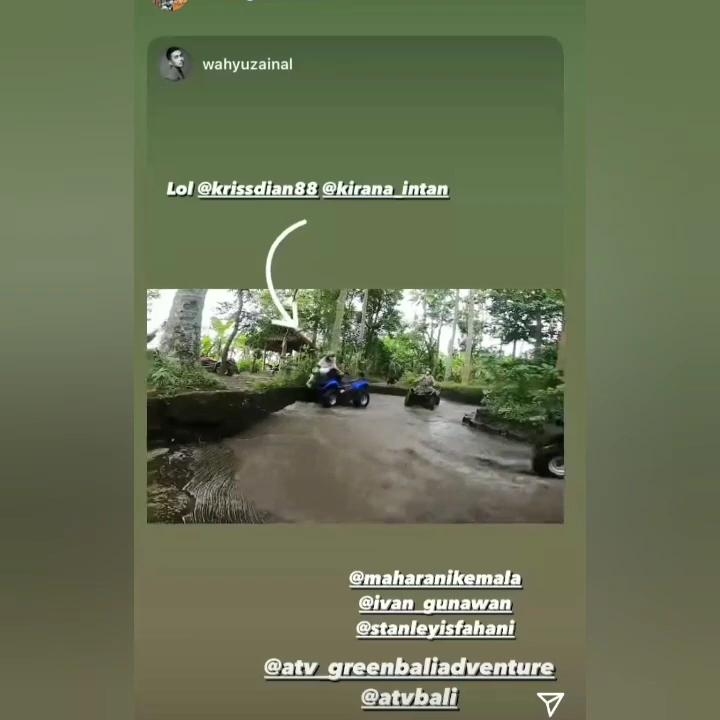 wahyuzainal
Lol @krissdian88 @kirana_intan
@maharanikemala
@ivan_gunawan
@stanleyisfahani
@atv_greenbaliadventure
@atvbali